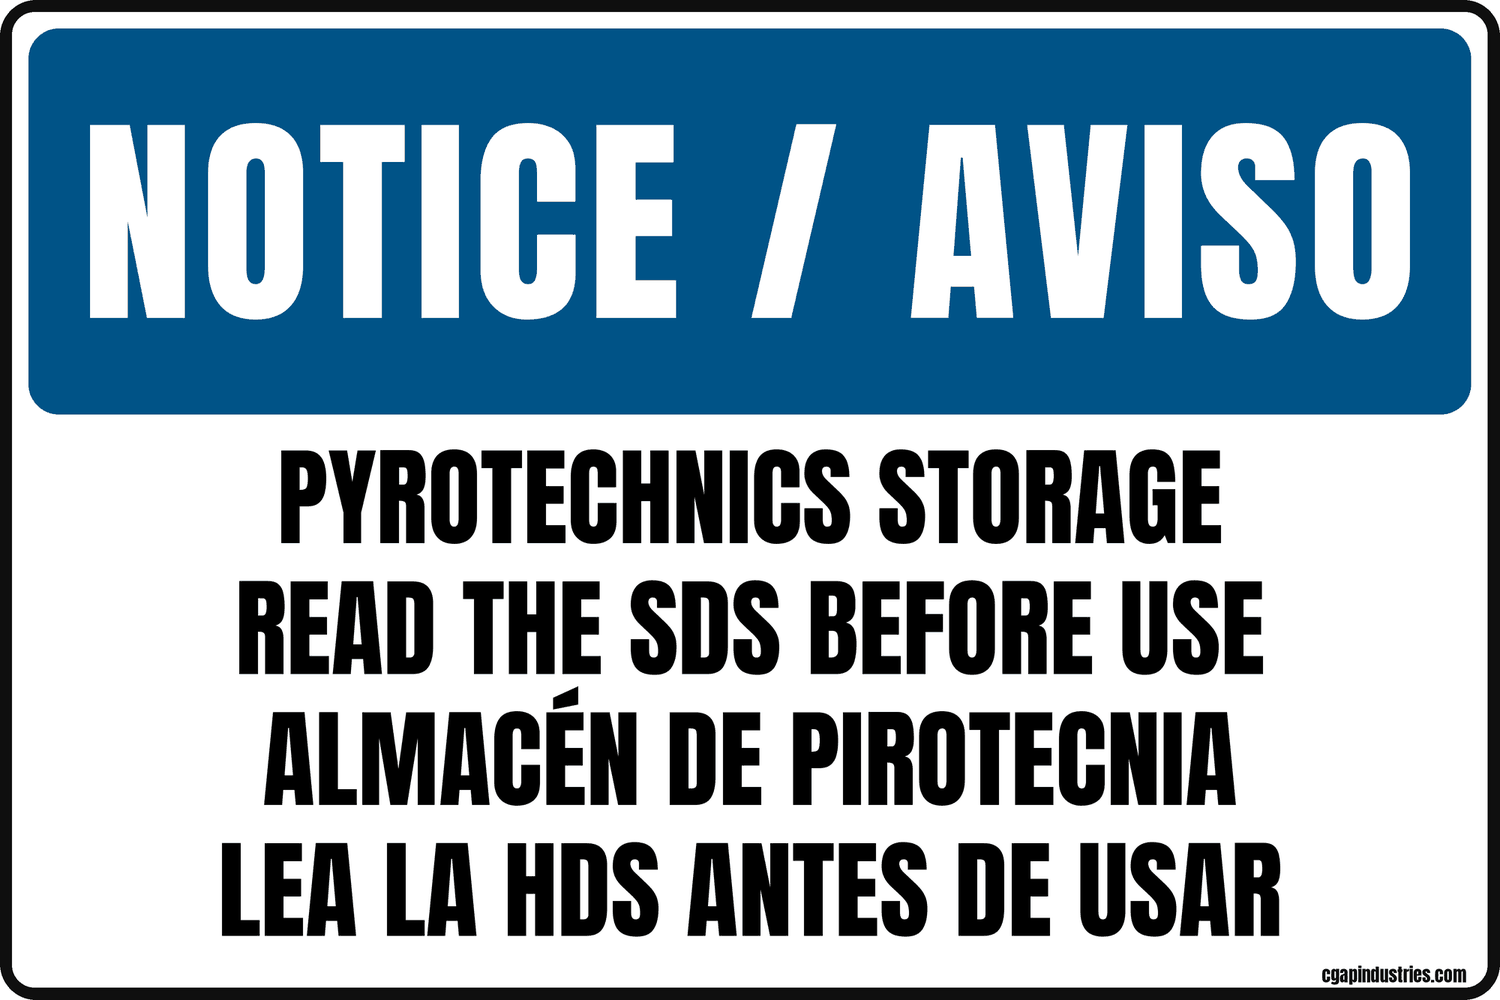 NOTICE / AVISO
PYROTECHNICS STORAGE
READ THE SDS BEFORE USE
ALMACÉN DE PIROTECNIA
LEA LA HDS ANTES DE USAR
cgapindustries.com